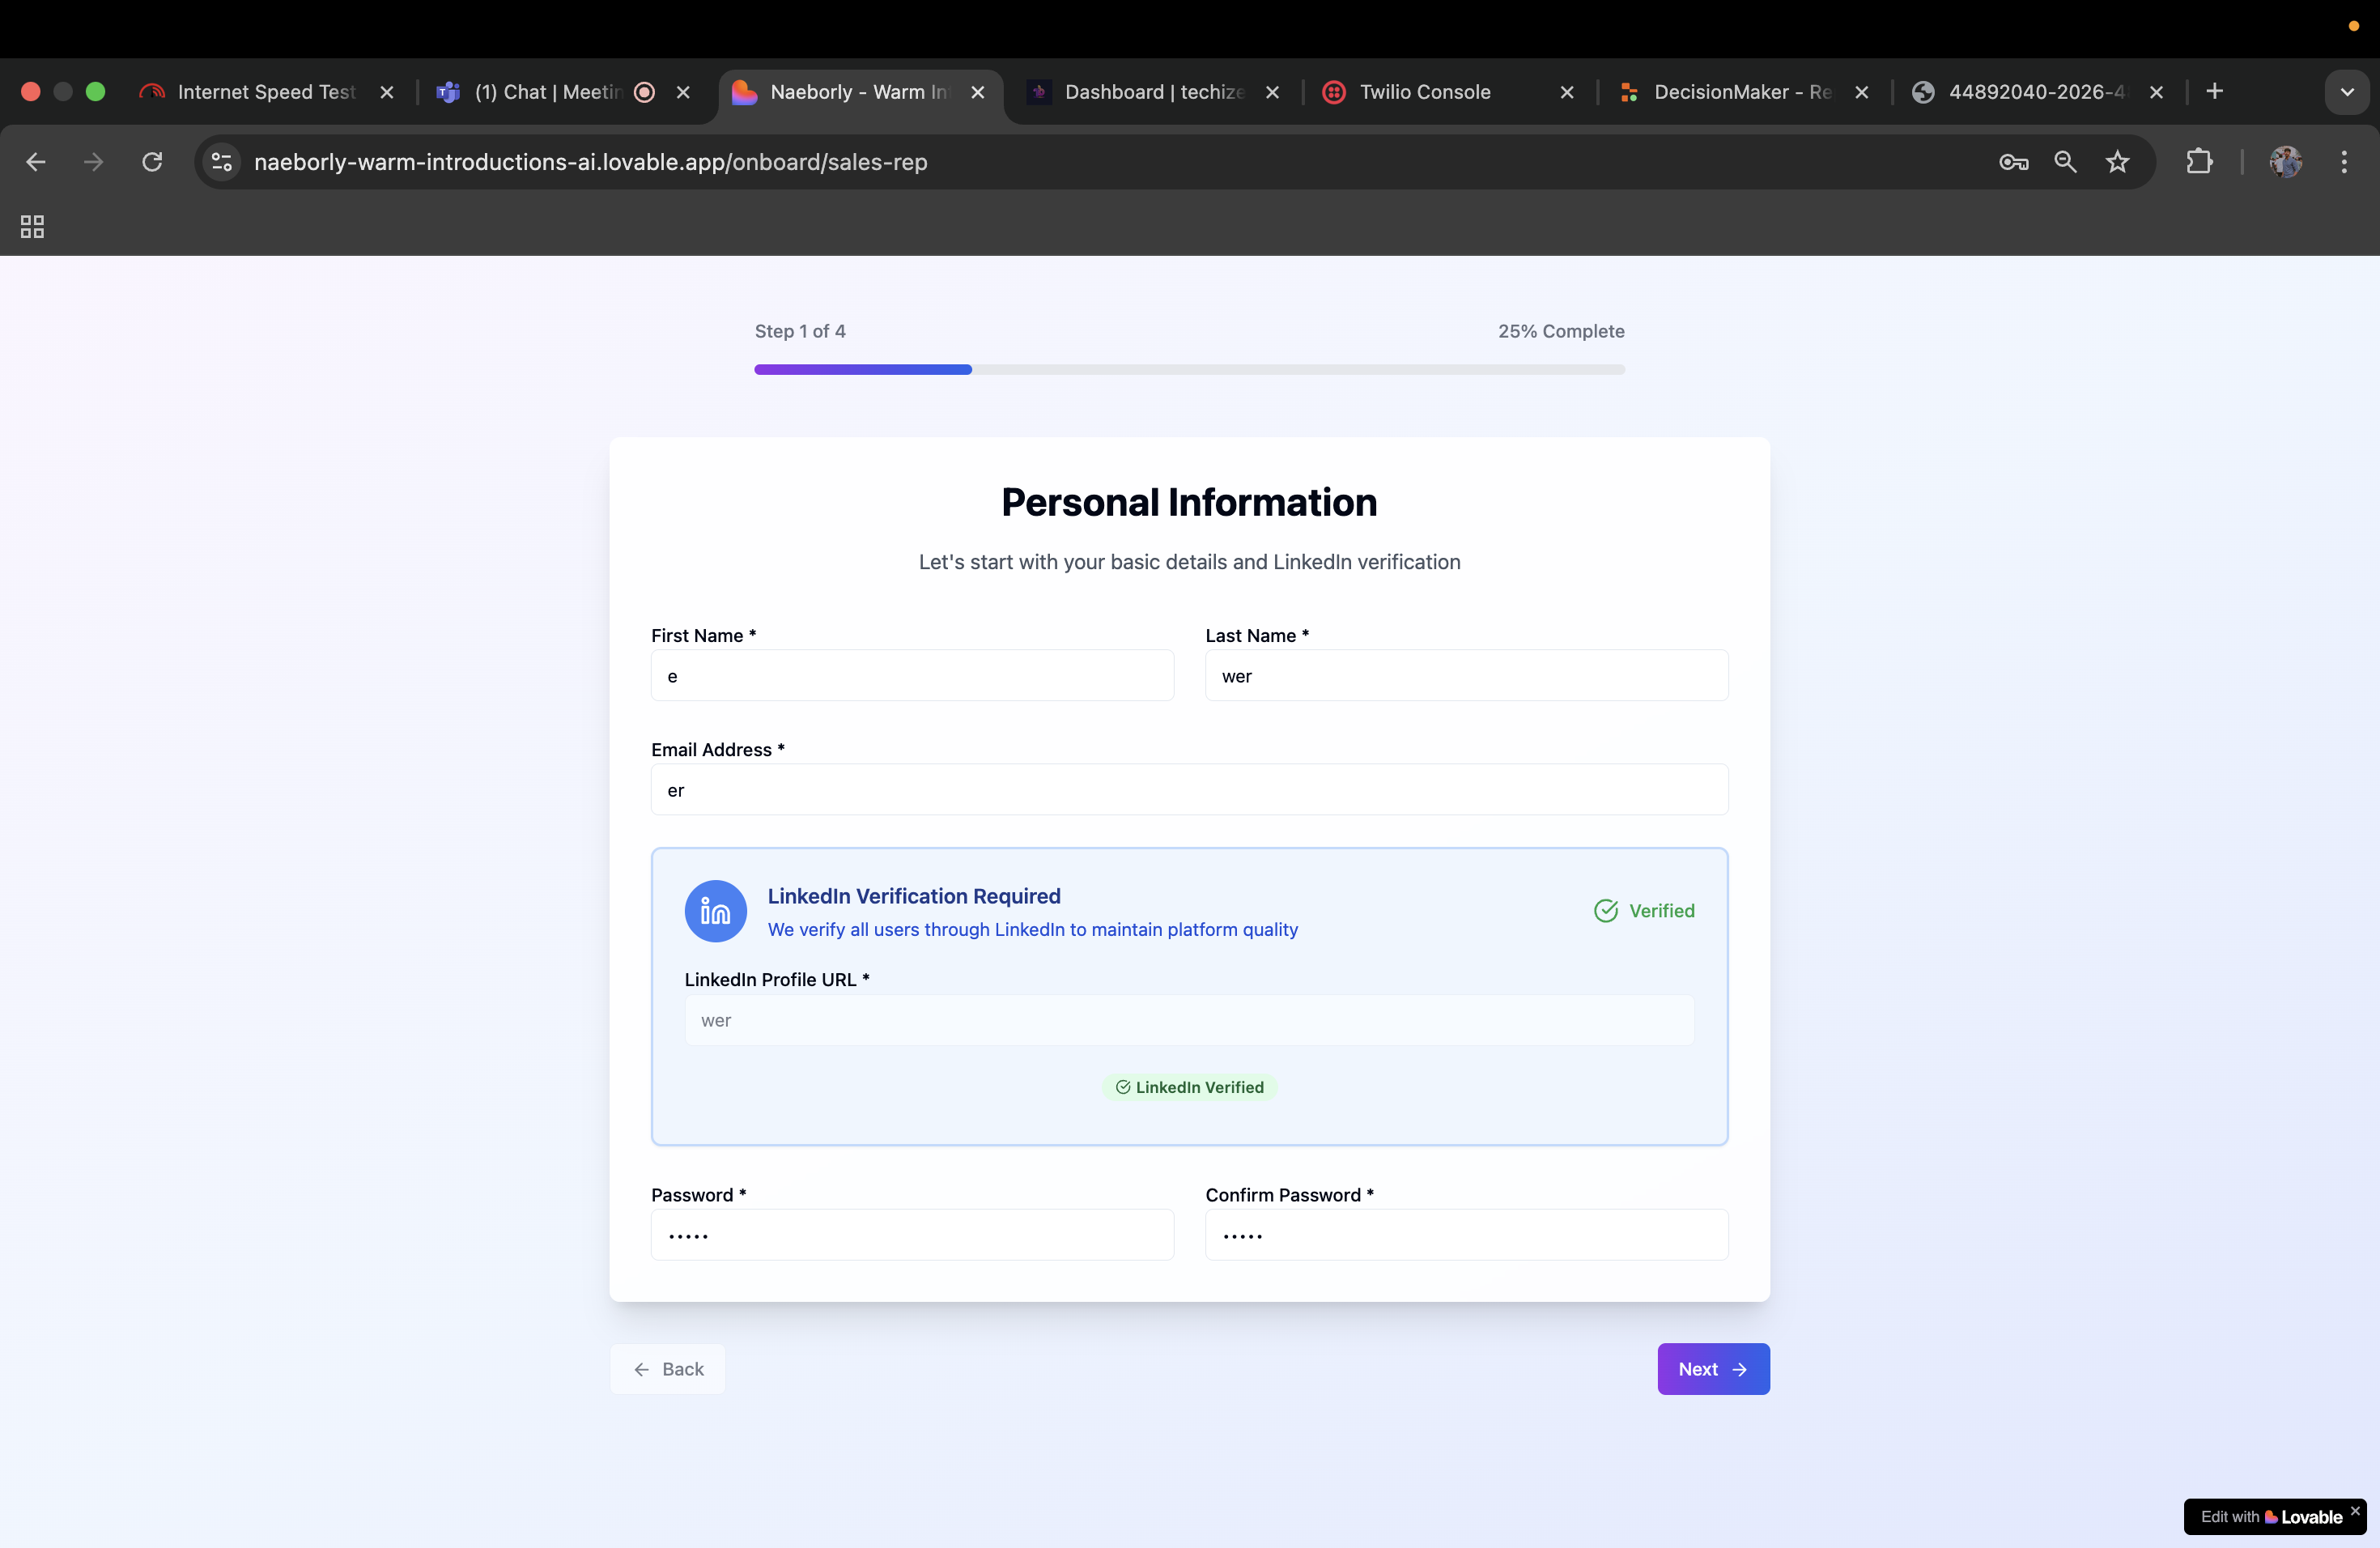 Internet Speed Test
(1) Chat | Meetin
Naeborly - Warm In
Dashboard | techize
Twilio Console
DecisionMaker - Re
44892040-2026-4
naeborly-warm-introductions-ai.lovable.app/onboard/sales-rep
Step 1 of 4
25% Complete
Personal Information
Let's start with your basic details and LinkedIn verification
First Name *
Last Name *
e
wer
Email Address *
er
in
LinkedIn Verification Required
We verify all users through LinkedIn to maintain platform quality
Verified
LinkedIn Profile URL *
wer
LinkedIn Verified
Password *
Confirm Password *
•••••
•••••
Back
Next
Edit with Lovable